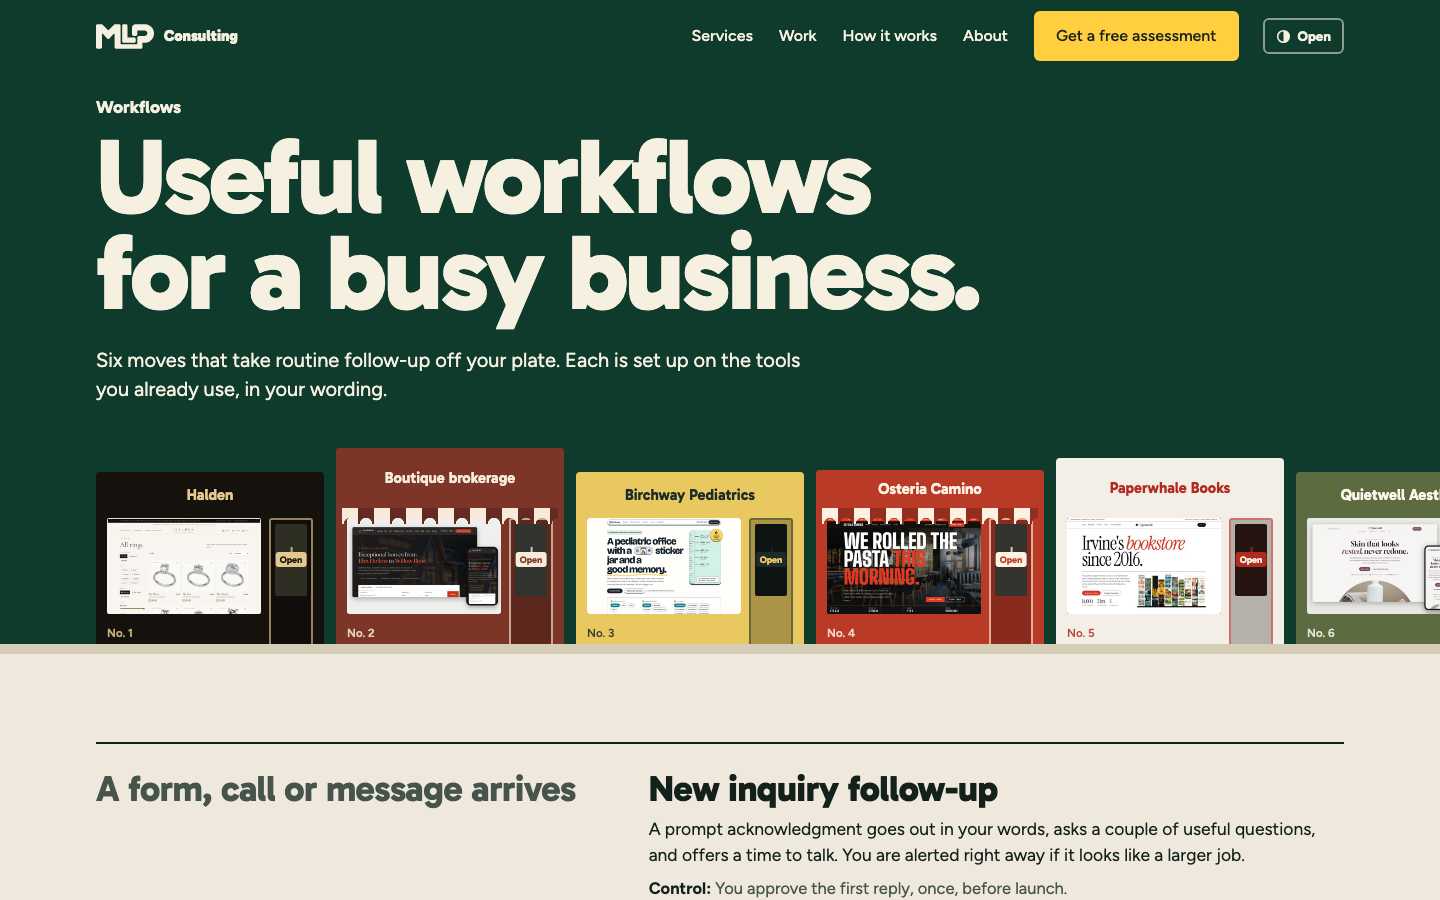 MLP Consulting
Services
Work
How it works
About
Get a free assessment
Open
Workflows
Useful workflows
for a busy business.
Six moves that take routine follow-up off your plate. Each is set up on the tools
you already use, in your wording.
Halden
All rings
Open
No. 1
Boutique brokerage
Exceptional homes from
Open
No. 2
Birchway Pediatrics
A pediatric office
with a sticker
jar and a
good memory.
Open
No. 3
Osteria Camino
WE ROLLED THE
PASTA THIS
MORNING.
Open
No. 4
Paperwhale Books
Irvine's bookstore
since 2016.
Open
No. 5
Quietwell
Skin that looks
rested, never redone.
No. 6
A form, call or message arrives
New inquiry follow-up
A prompt acknowledgment goes out in your words, asks a couple of useful questions,
and offers a time to talk. You are alerted right away if it looks like a larger job.
Control: You approve the first reply, once, before launch.